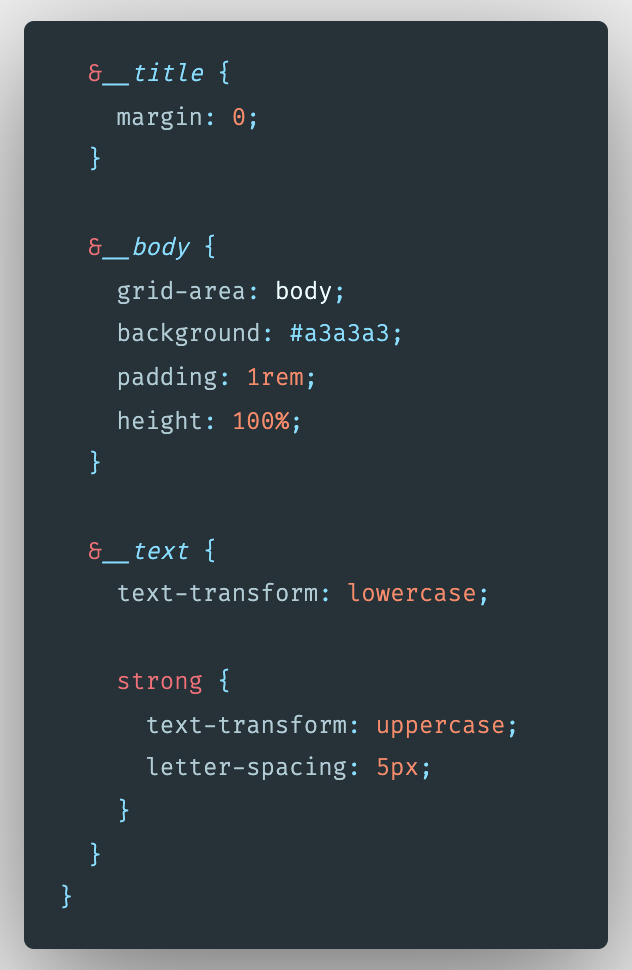 &__title {
margin: 0;
}
&__body {
grid-area: body;
background: #a3a3a3;
padding: 1rem;
height: 100%;
}
&__text {
text-transform: lowercase;
strong {
text-transform: uppercase;
letter-spacing: 5px;
}
}
}